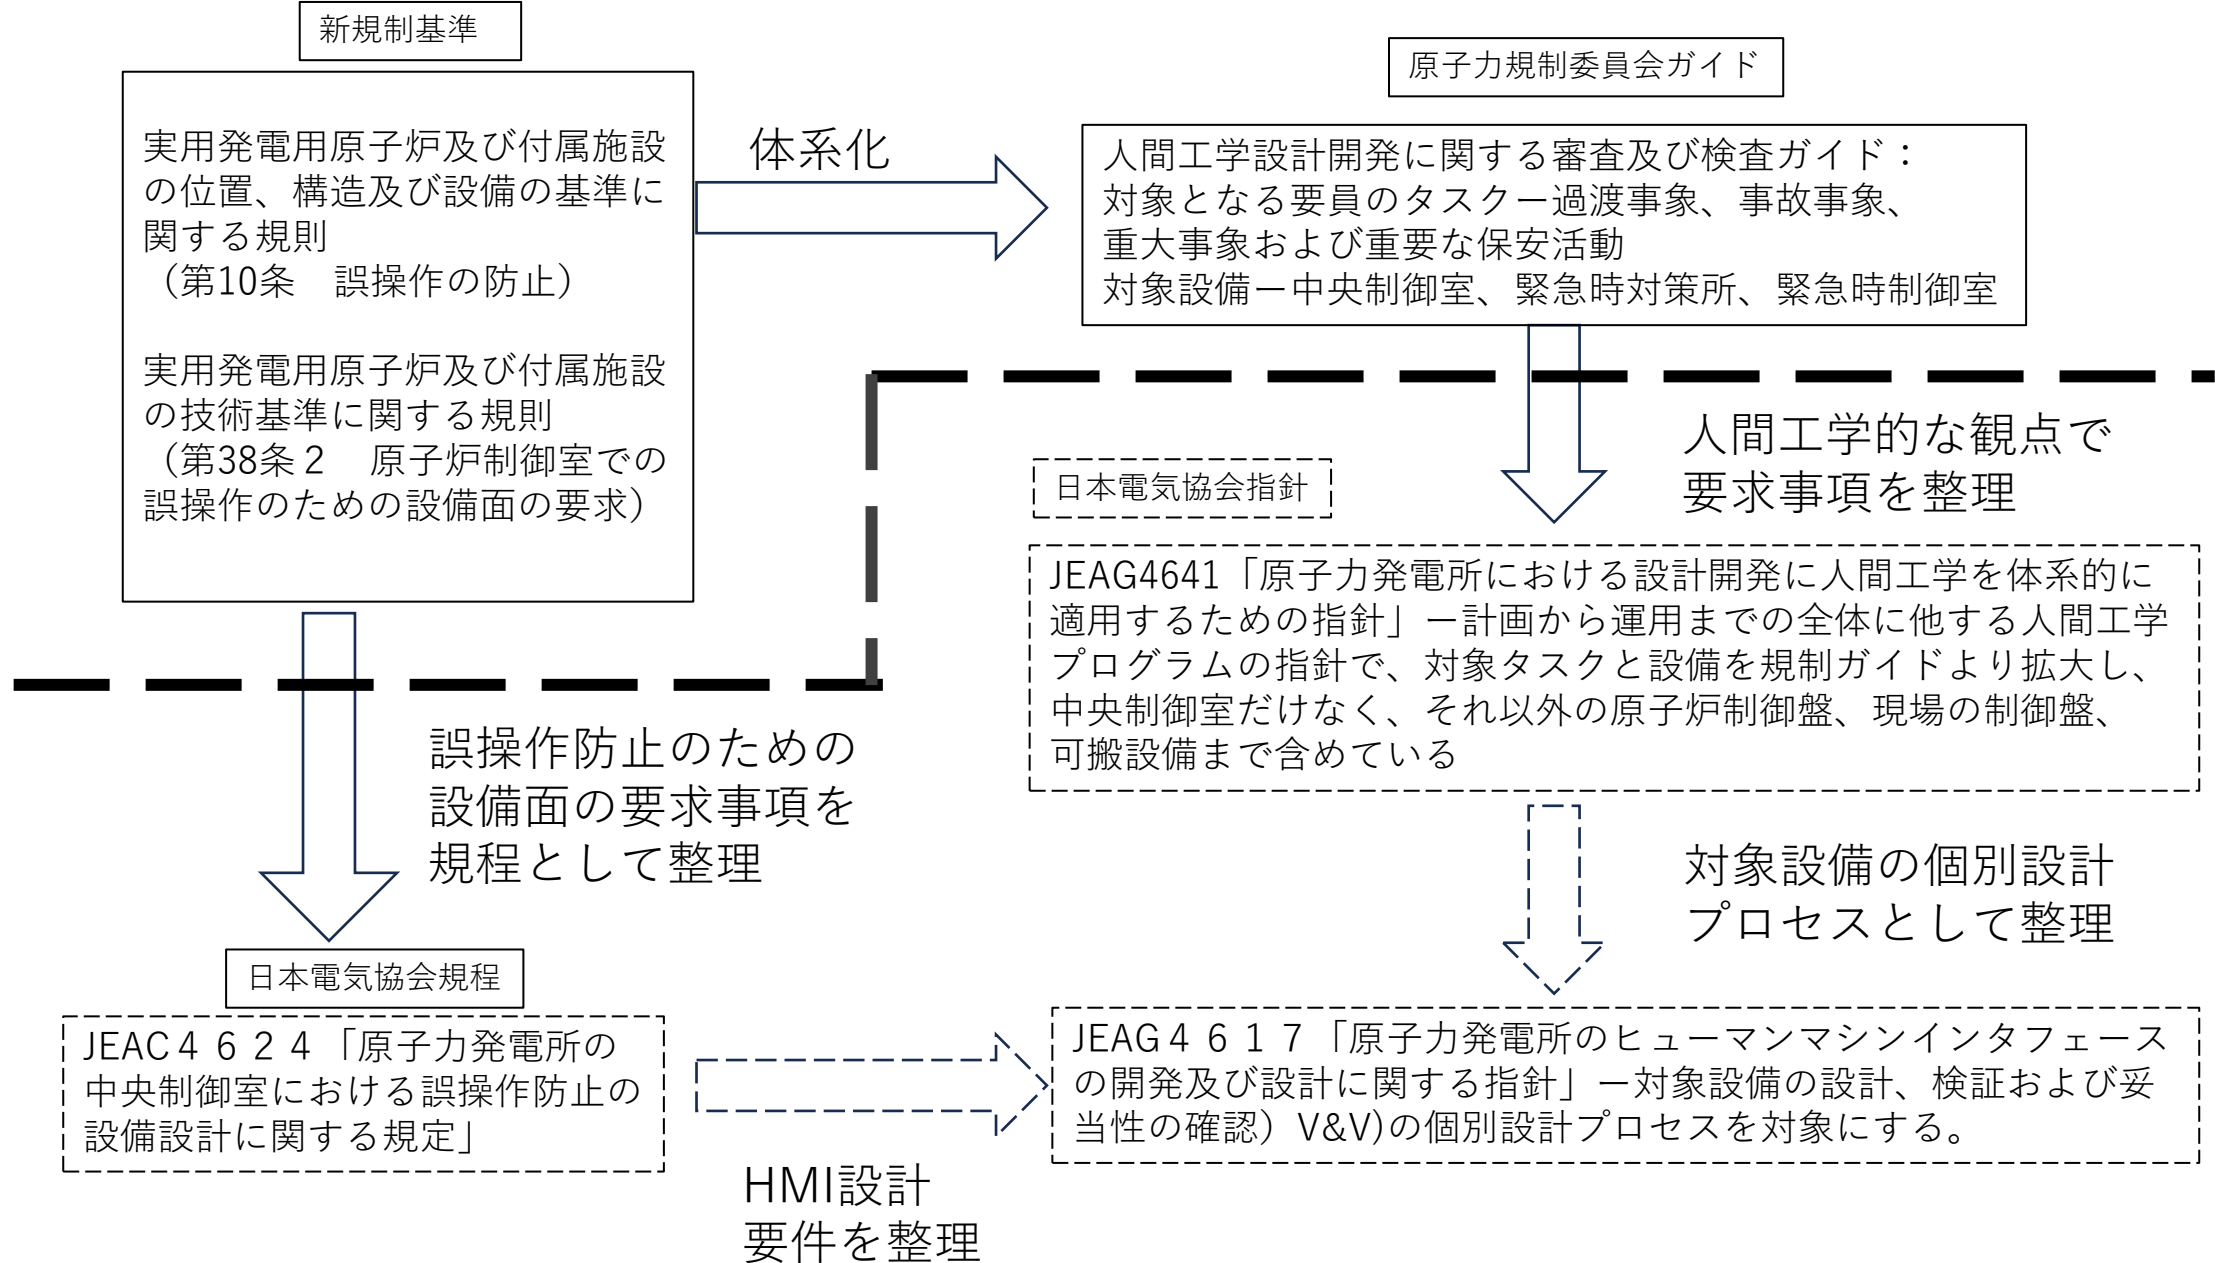 新規制基準
実用発電用原子炉及び付属施設
の位置、構造及び設備の基準に
関する規則
（第10条　誤操作の防止）
実用発電用原子炉及び付属施設
の技術基準に関する規則
（第38条２　原子炉制御室での
誤操作のための設備面の要求）
体系化
原子力規制委員会ガイド
人間工学設計開発に関する審査及び検査ガイド：
対象となる要員のタスクー過渡事象、事故事象、
重大事象および重要な保安活動
対象設備ー中央制御室、緊急時対策所、緊急時制御室
人間工学的な観点で
要求事項を整理
日本電気協会指針
JEAG4641「原子力発電所における設計開発に人間工学を体系的に
適用するための指針」ー計画から運用までの全体に他する人間工学
プログラムの指針で、対象タスクと設備を規制ガイドより拡大し、
中央制御室だけなく、それ以外の原子炉制御盤、現場の制御盤、
可搬設備まで含めている
誤操作防止のための
設備面の要求事項を
規程として整理
対象設備の個別設計
プロセスとして整理
日本電気協会規程
JEAC４６２４「原子力発電所の
中央制御室における誤操作防止の
設備設計に関する規定」
JEAG４６１７「原子力発電所のヒューマンマシンインタフェース
の開発及び設計に関する指針」ー対象設備の設計、検証および妥
当性の確認）V&V)の個別設計プロセスを対象にする。
HMI設計
要件を整理